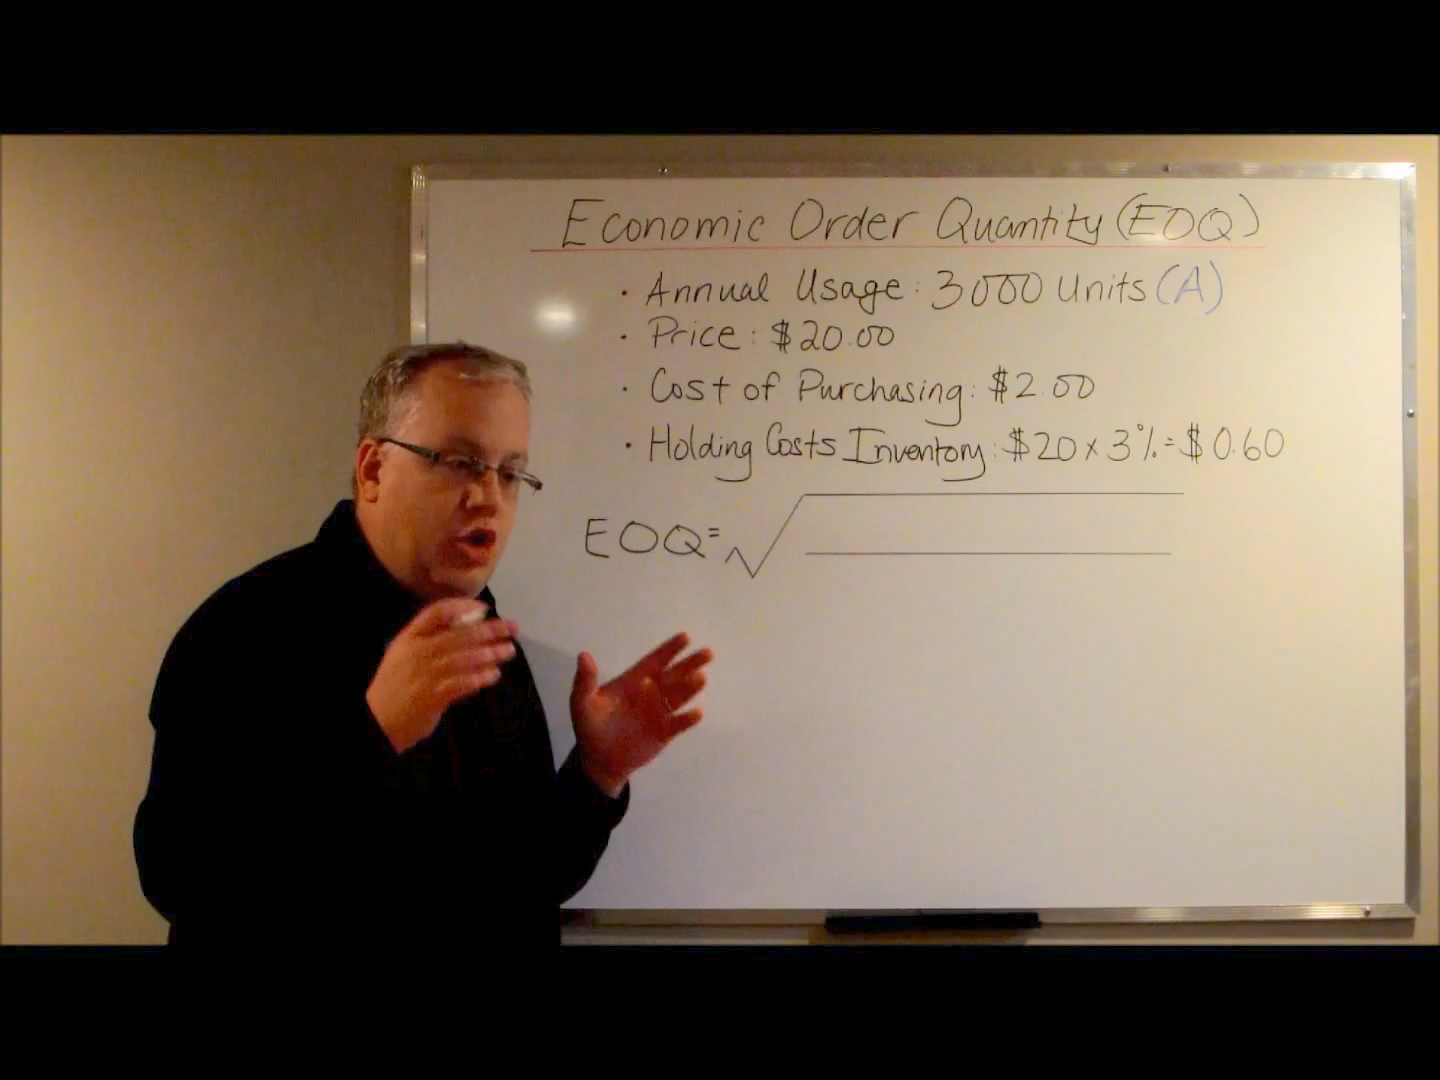 Economic Order Quantity (EOQ)
• Annual Usage: 3000 Units (A)
• Price: $20.00
• Cost of Purchasing: $2.00
• Holding Costs Inventory: $20 x 3% = $0.60
EOQ = √